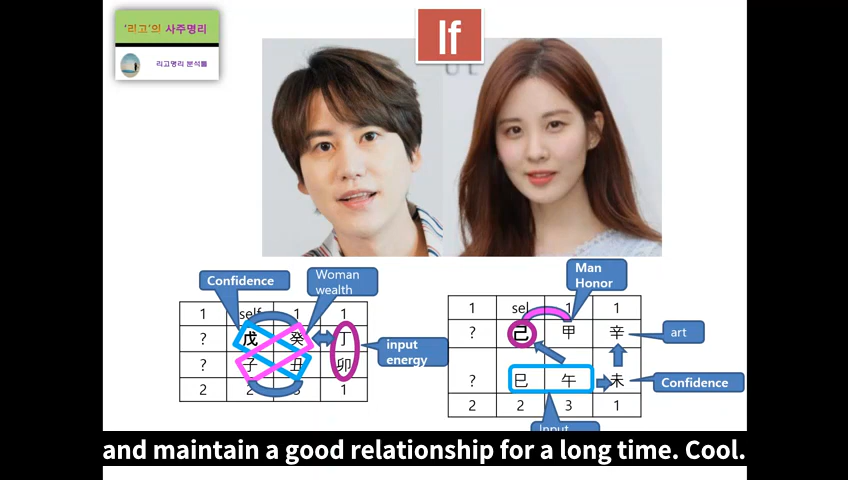 '리고'의 사주명리
리고명리 분석틀
If
Confidence
Woman
wealth
1 self 1 1
? 戊 癸 丁
? 子 丑 卯
2 2 3 1
input
energy
Man
Honor
1 sel 1 1
? 己 甲 辛
? 巳 午 未
2 2 3 1
art
Confidence
Input
and maintain a good relationship for a long time. Cool.